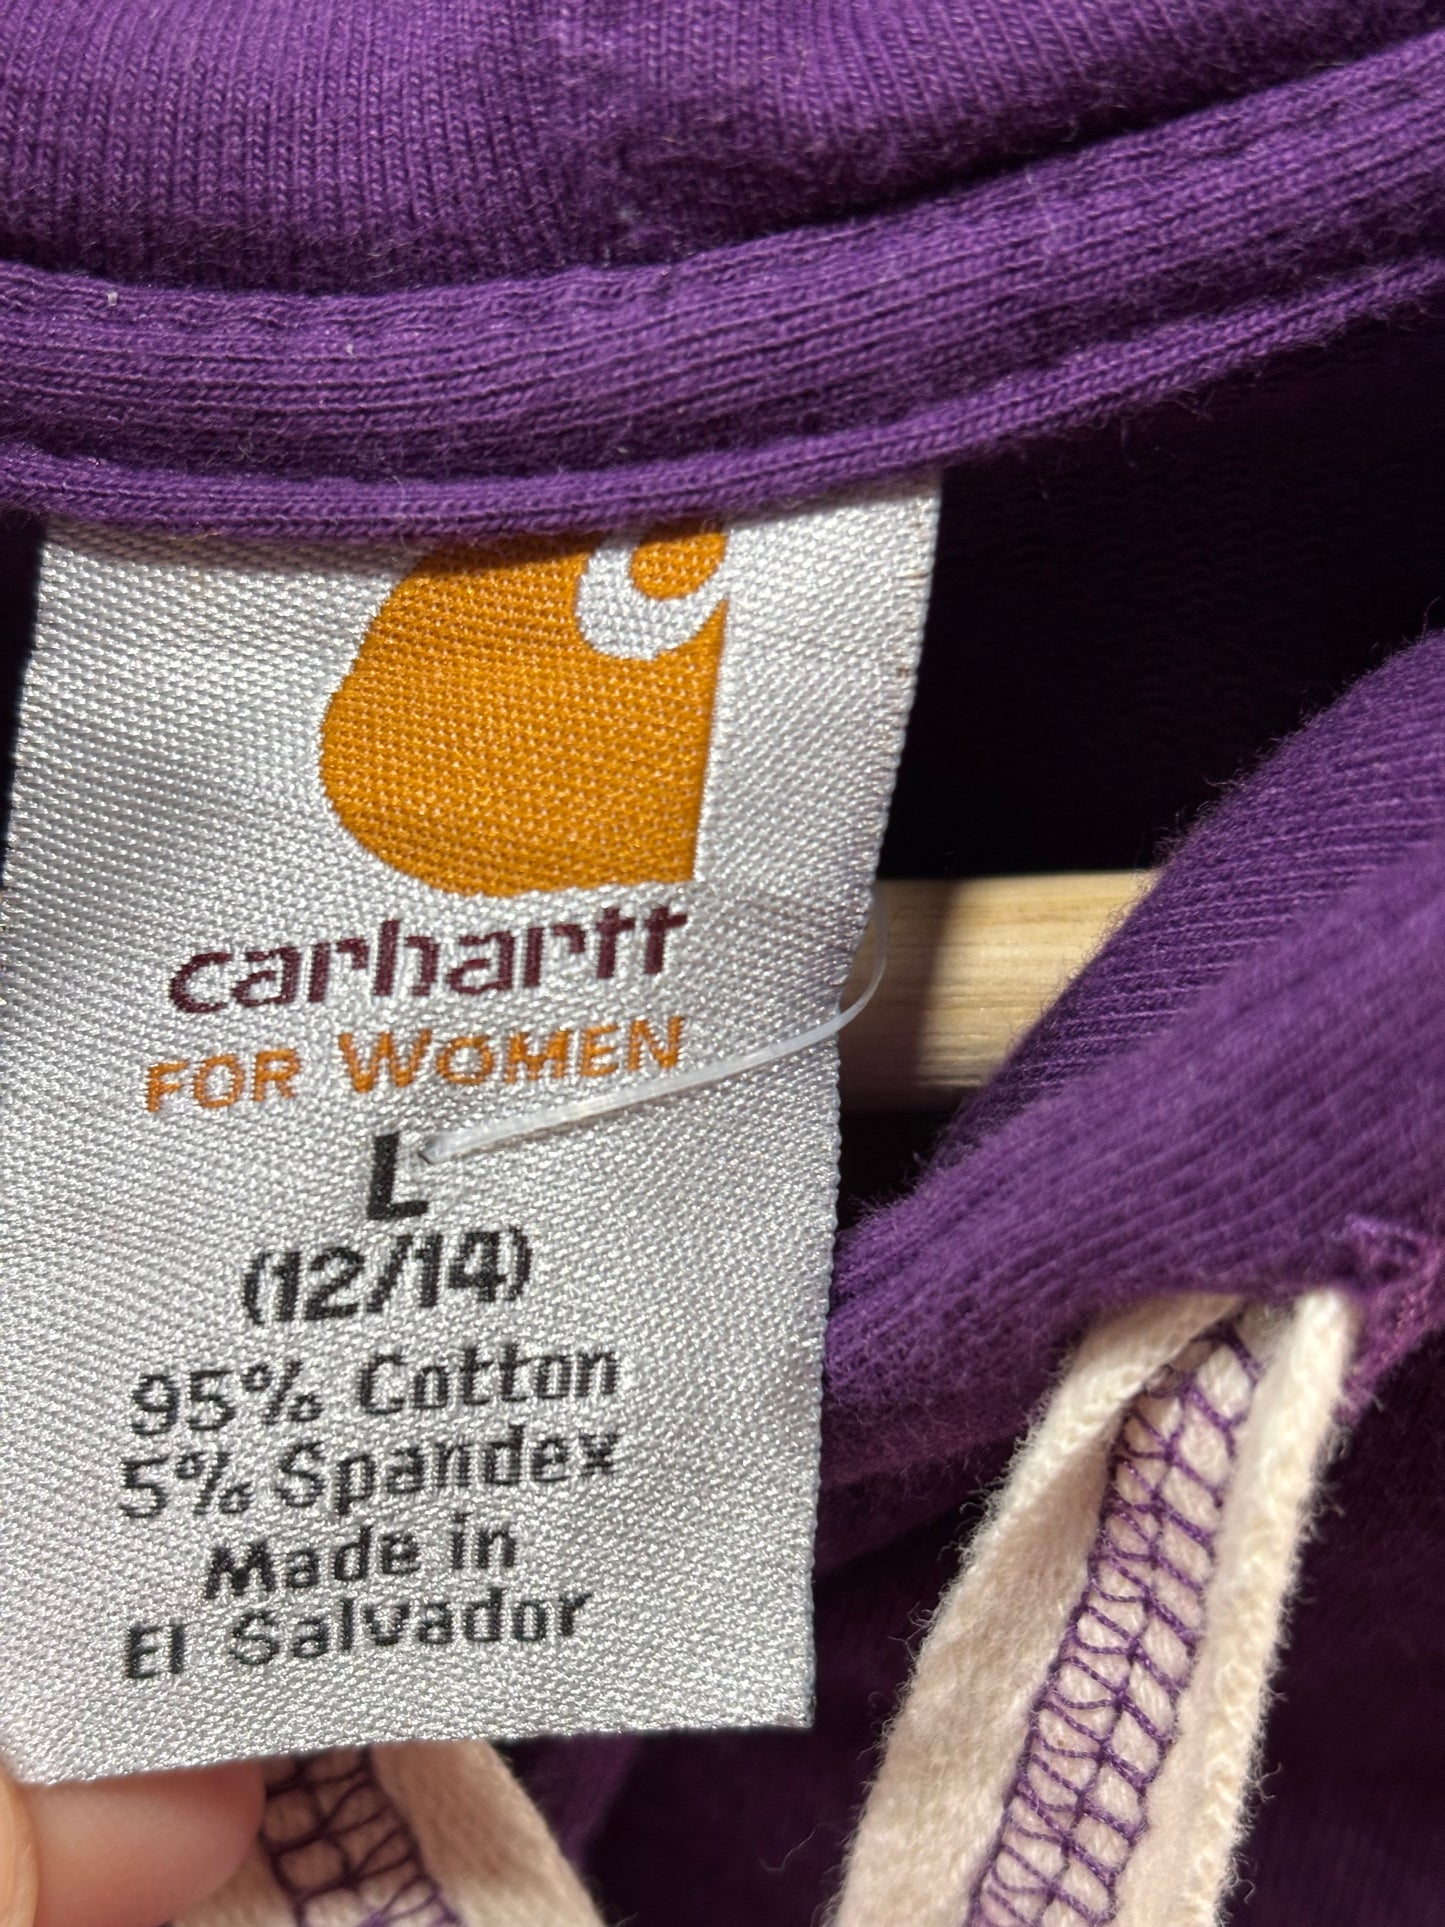 carhartt
FOR WOMEN
L
(12/14)
95% Cotton
5% Spandex
Made in
El Salvador